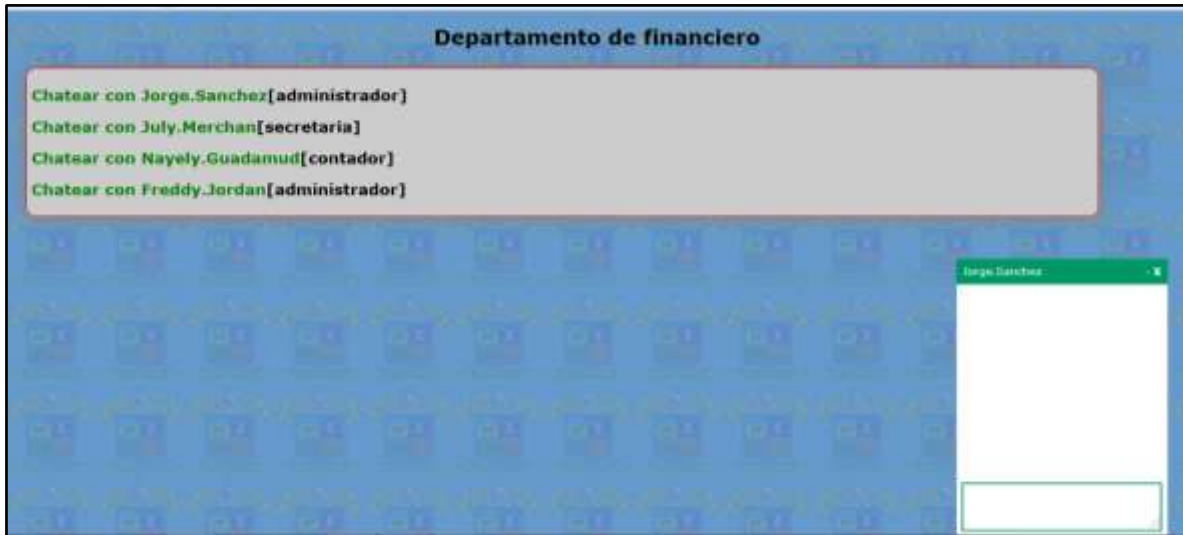 Departamento de financiero
Chatear con Jorge.Sanchez[administrador]
Chatear con July.Merchan[secretaria]
Chatear con Nayely.Guadamud[contador]
Chatear con Freddy.Jordan[administrador]
Jorge.Sanchez - X